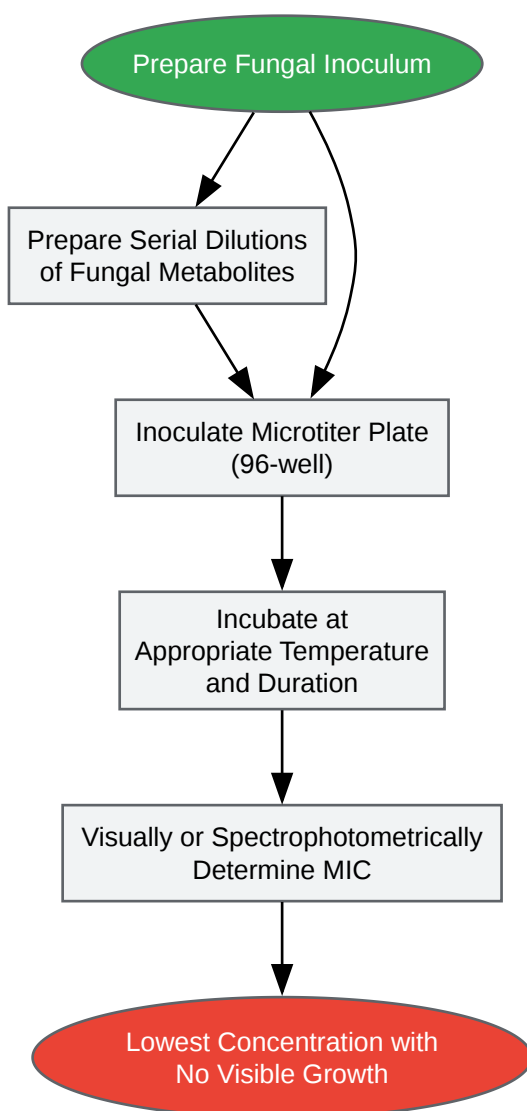 Prepare Fungal Inoculum
Prepare Serial Dilutions
of Fungal Metabolites
Inoculate Microtiter Plate
(96-well)
Incubate at
Appropriate Temperature
and Duration
Visually or Spectrophotometrically
Determine MIC
Lowest Concentration with
No Visible Growth